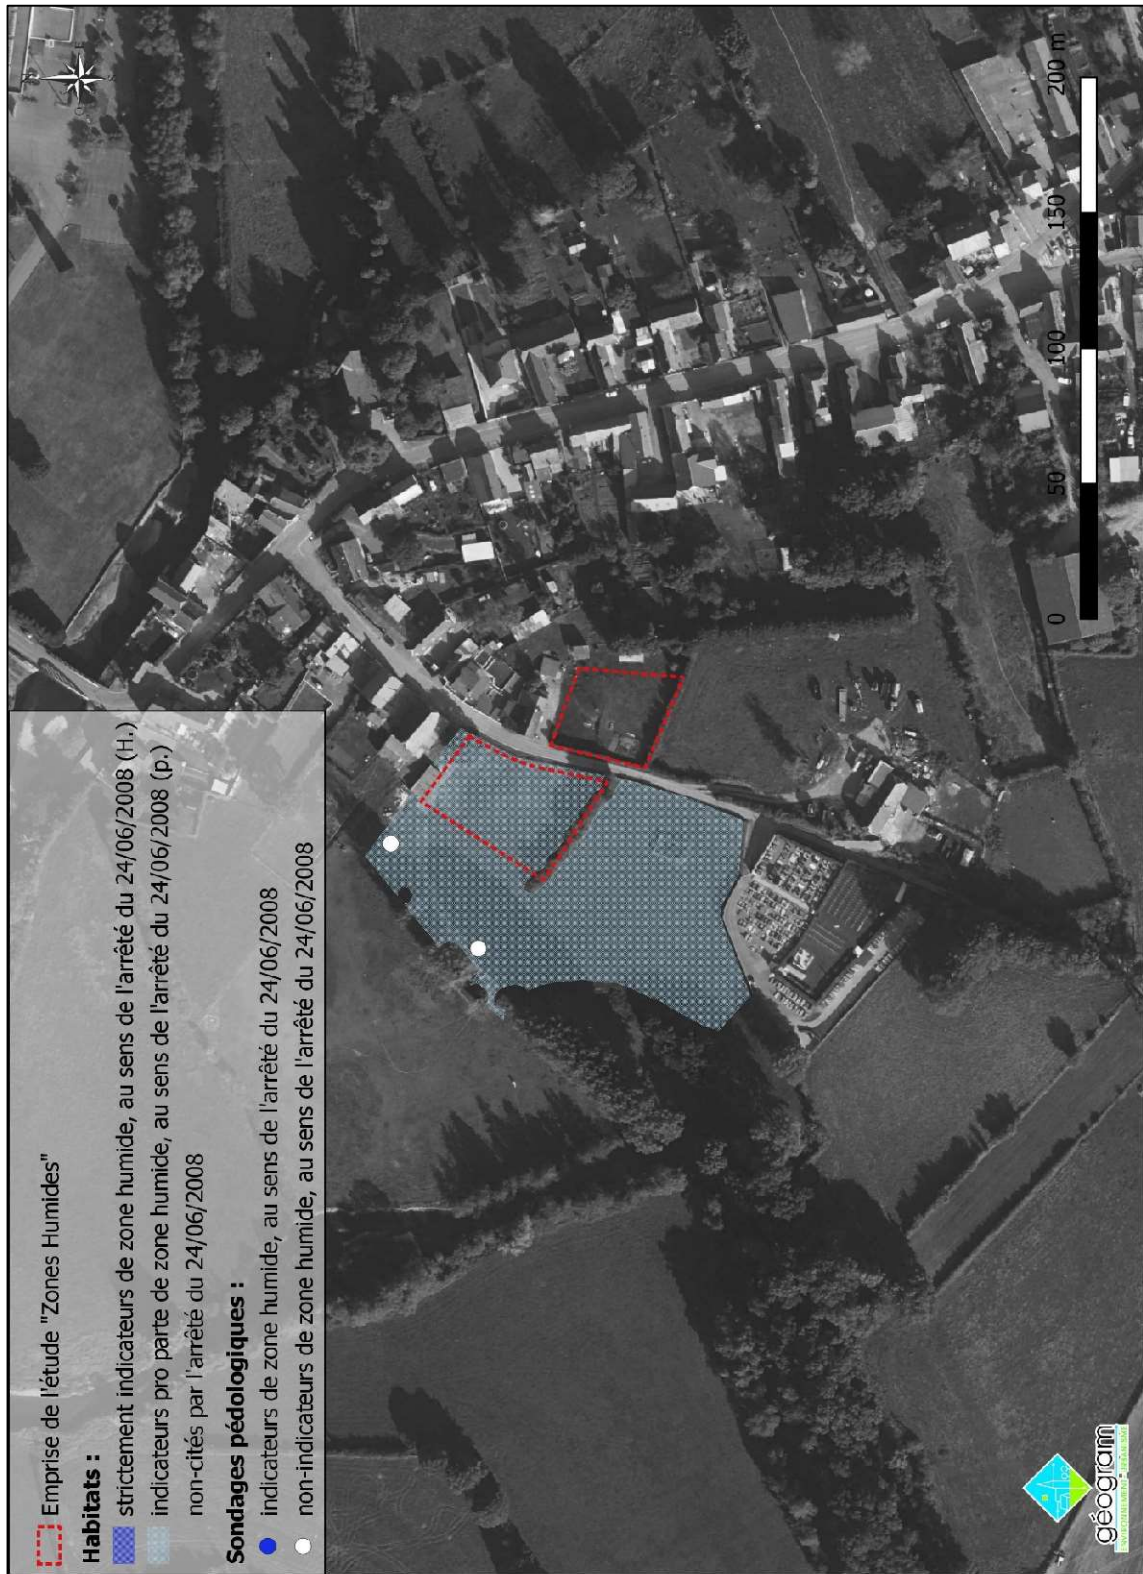 Emprise de l'étude "Zones Humides"
Habitats :
strictement indicateurs de zone humide, au sens de l'arrêté du 24/06/2008 (H.)
indicateurs pro parte de zone humide, au sens de l'arrêté du 24/06/2008 (p.)
non-cités par l'arrêté du 24/06/2008
Sondages pédologiques :
indicateurs de zone humide, au sens de l'arrêté du 24/06/2008
non-indicateurs de zone humide, au sens de l'arrêté du 24/06/2008
0 50 100 150 200 m
géogram